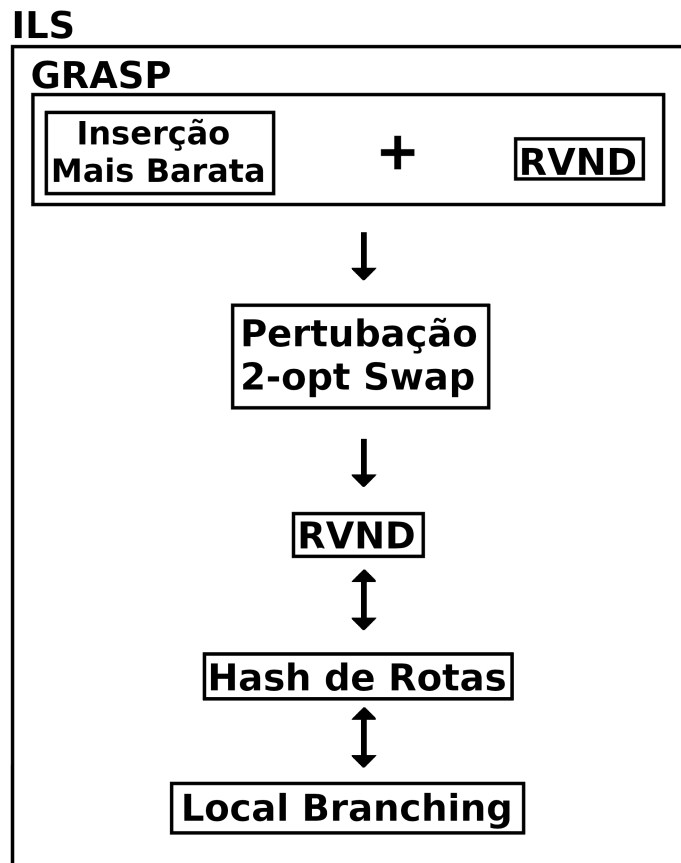 ILS
GRASP
Inserção
Mais Barata
+
RVND
Pertubação
2-opt Swap
RVND
Hash de Rotas
Local Branching